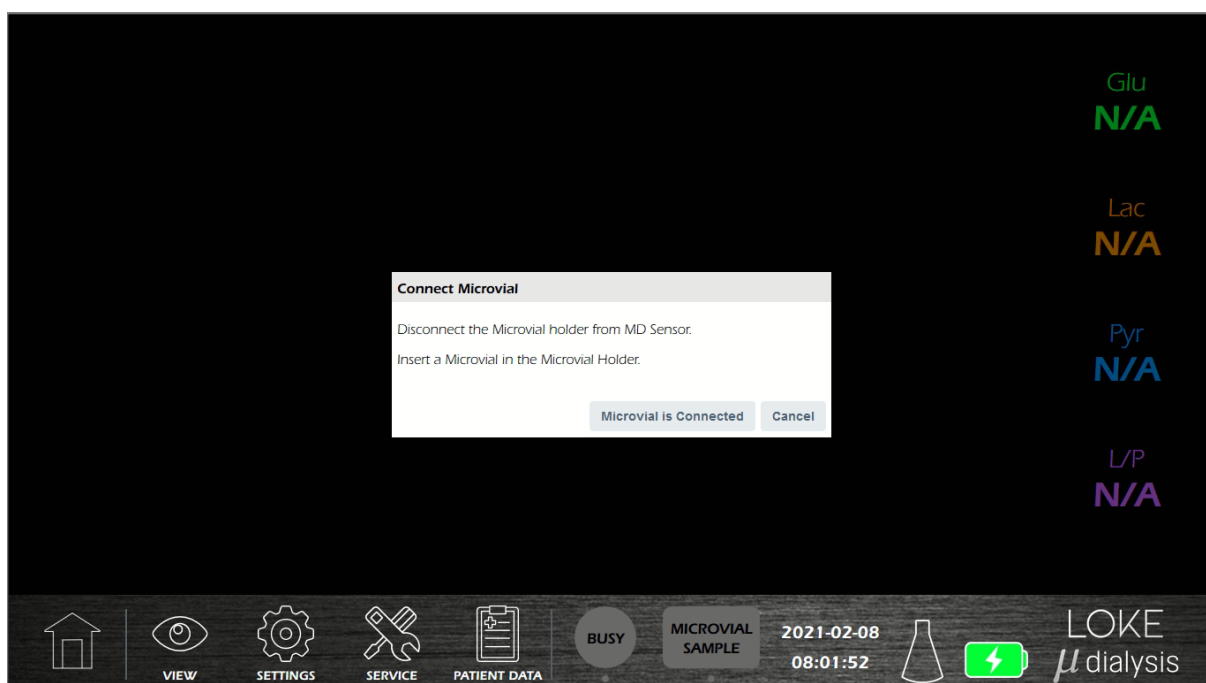 Glu
N/A
Lac
N/A
Connect Microvial
Disconnect the Microvial holder from MD Sensor.
Insert a Microvial in the Microvial Holder.
Microvial is Connected
Cancel
Pyr
N/A
L/P
N/A
VIEW
SETTINGS
SERVICE
PATIENT DATA
BUSY
MICROVIAL
SAMPLE
2021-02-08
08:01:52
LOKE
μ dialysis